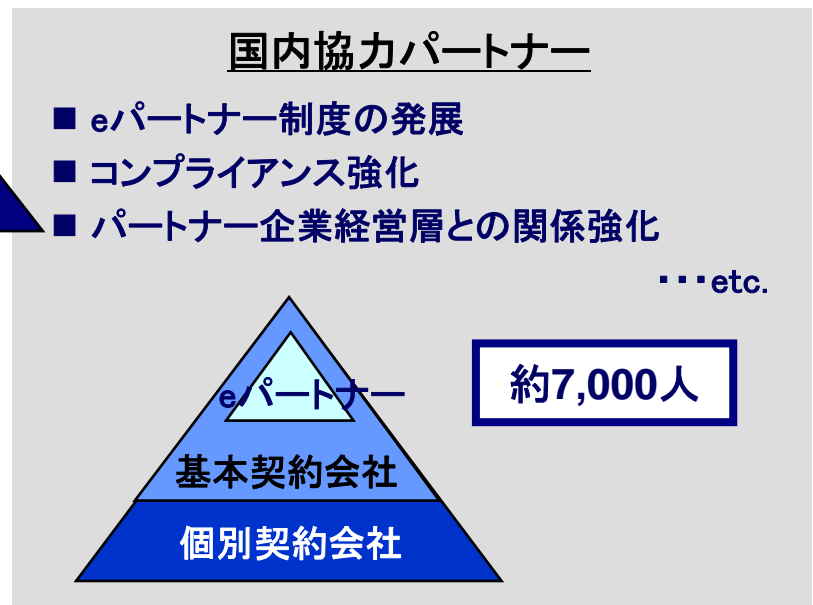 国内協力パートナー
■ eパートナー制度の発展
■ コンプライアンス強化
■ パートナー企業経営層との関係強化
･･･etc.
eパートナー
約7,000人
基本契約会社
個別契約会社